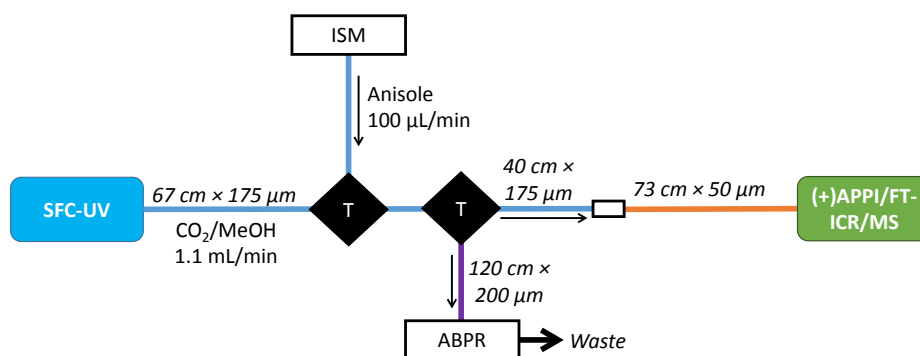 ISM
Anisole
100 µL/min
SFC-UV
67 cm × 175 µm
CO₂/MeOH
1.1 mL/min
T
T
40 cm ×
175 µm
73 cm × 50 µm
(+)APPI/FT-
ICR/MS
120 cm ×
200 µm
ABPR
Waste